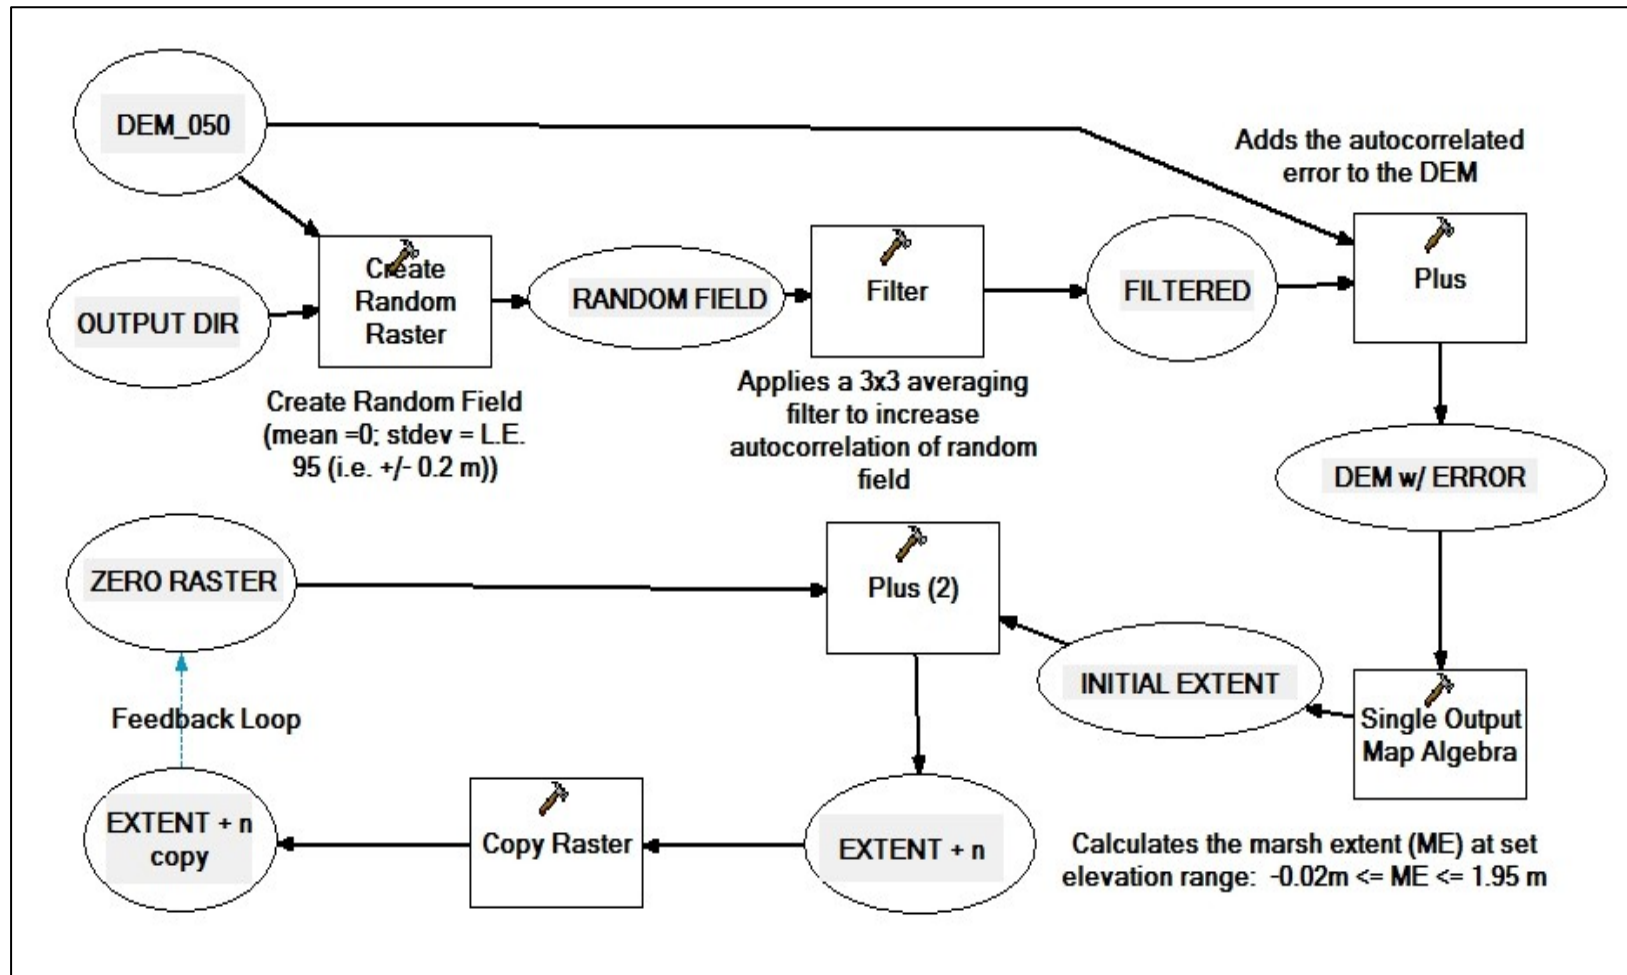 DEM_050
Adds the autocorrelated
error to the DEM
OUTPUT DIR
Create
Random
Raster
RANDOM FIELD
Filter
FILTERED
Plus
Create Random Field
(mean =0; stdev = L.E.
95 (i.e. +/- 0.2 m))
Applies a 3x3 averaging
filter to increase
autocorrelation of random
field
DEM w/ ERROR
ZERO RASTER
Plus (2)
INITIAL EXTENT
Single Output
Map Algebra
Feedback Loop
EXTENT + n
copy
Copy Raster
EXTENT + n
Calculates the marsh extent (ME) at set
elevation range:  -0.02m <= ME <= 1.95 m